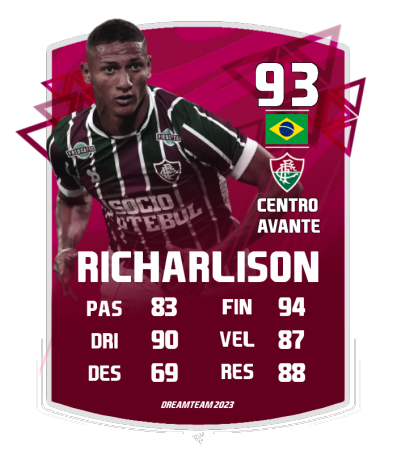 93
CENTRO
AVANTE
SOCIO
RICHARLISON
PAS 83 FIN 94
DRI 90 VEL 87
DES 69 RES 88
DREAMTEAM 2023